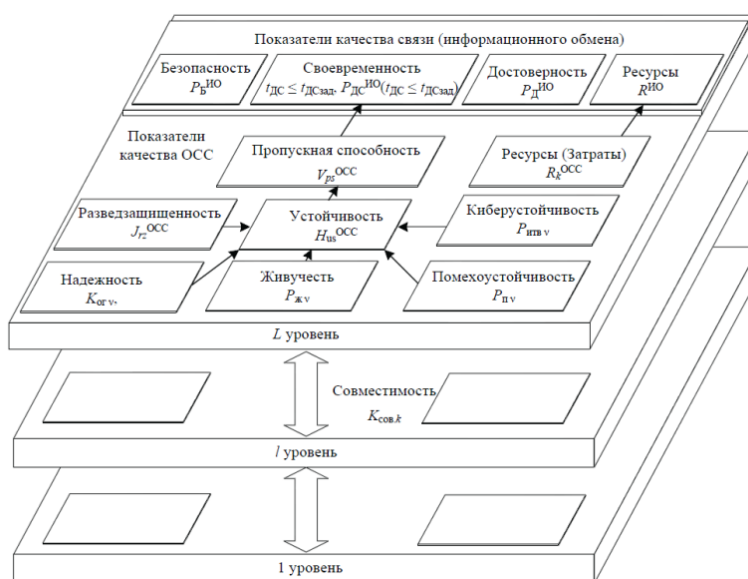 Показатели качества связи (информационного обмена)
Безопасность
P_Б^ИО
Своевременность
t_ДС ≤ t_ДСзад, P_ДС^ИО(t_ДС ≤ t_ДСзад)
Достоверность
P_Д^ИО
Ресурсы
R^ИО
Показатели
качества ОСС
Пропускная способность
V_ps^ОСС
Ресурсы (Затраты)
R_k^ОСС
Разведзашишенность
J_rz^ОСС
Устойчивость
H_us^ОСС
Киберустойчивость
P_итв v
Надежность
K_ог v,
Живучесть
P_ж v
Помехоустойчивость
P_п v
L уровень
Совместимость
K_сов.k
l уровень
1 уровень